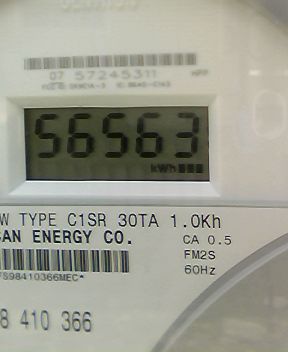 07 57245311
56563
kWh
W TYPE C1SR 30TA 1.0Kh
SAN ENERGY CO.
CA 0.5
FM2S
60Hz
FS98410366MEC*
8 410 366